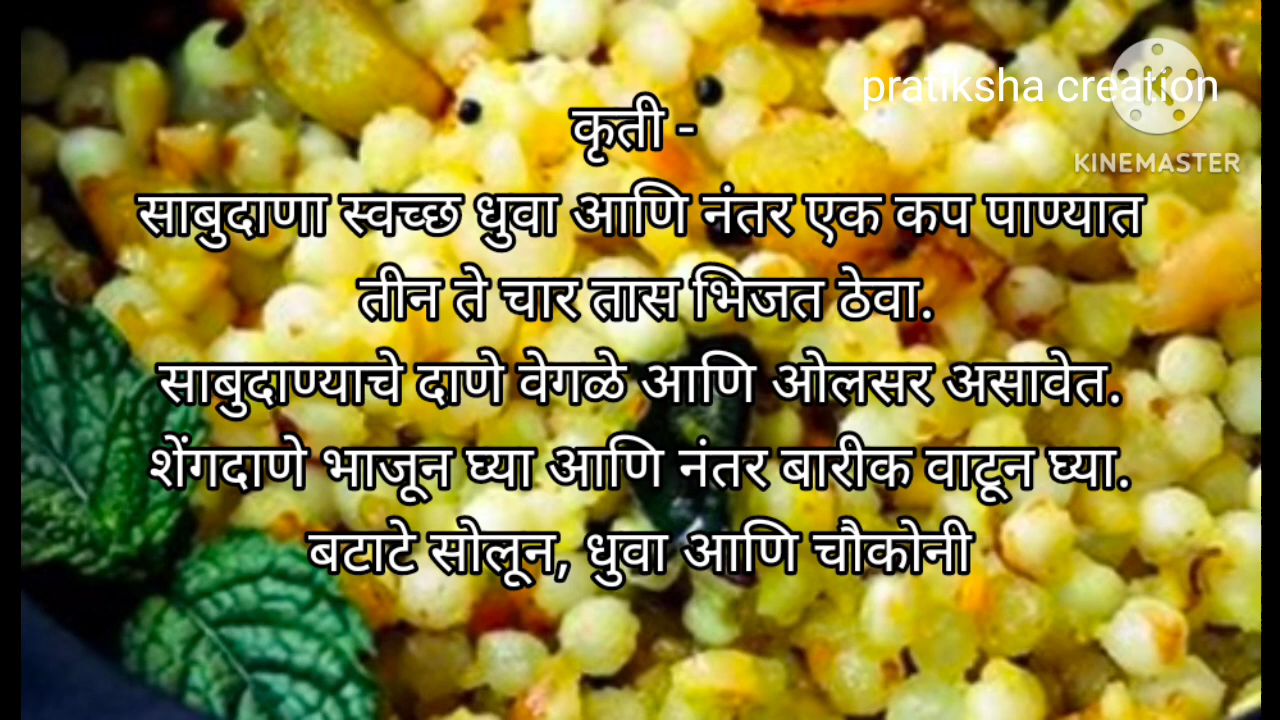 pratiksha creation
KINEMASTER
कृती -
साबुदाणा स्वच्छ धुवा आणि नंतर एक कप पाण्यात
तीन ते चार तास भिजत ठेवा.
साबुदाण्याचे दाणे वेगळे आणि ओलसर असावेत.
शेंगदाणे भाजून घ्या आणि नंतर बारीक वाटून घ्या.
बटाटे सोलून, धुवा आणि चौकोनी